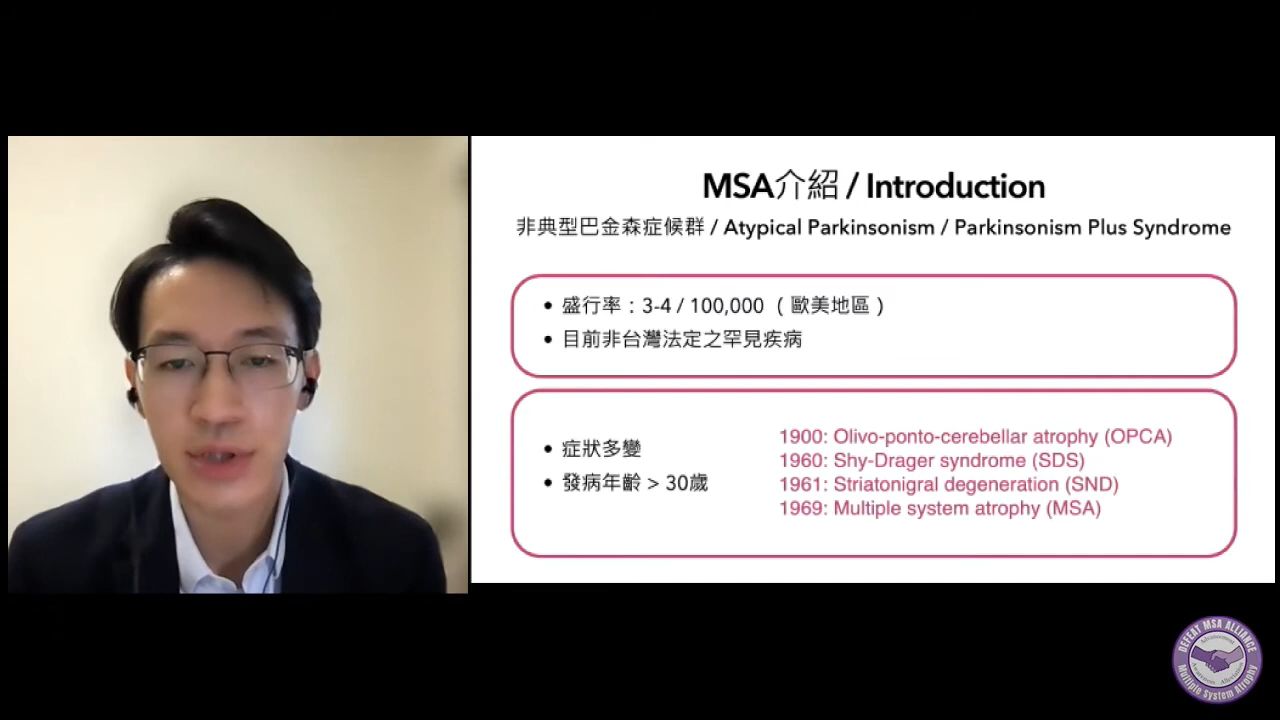 MSA介紹 / Introduction
非典型巴金森症候群 / Atypical Parkinsonism / Parkinsonism Plus Syndrome
• 盛行率：3-4 / 100,000 （歐美地區）
• 目前非台灣法定之罕見疾病
• 症狀多變
• 發病年齡 > 30歲
1900: Olivo-ponto-cerebellar atrophy (OPCA)
1960: Shy-Drager syndrome (SDS)
1961: Striatonigral degeneration (SND)
1969: Multiple system atrophy (MSA)
DEFEAT MSA ALLIANCE
Multiple System Atrophy